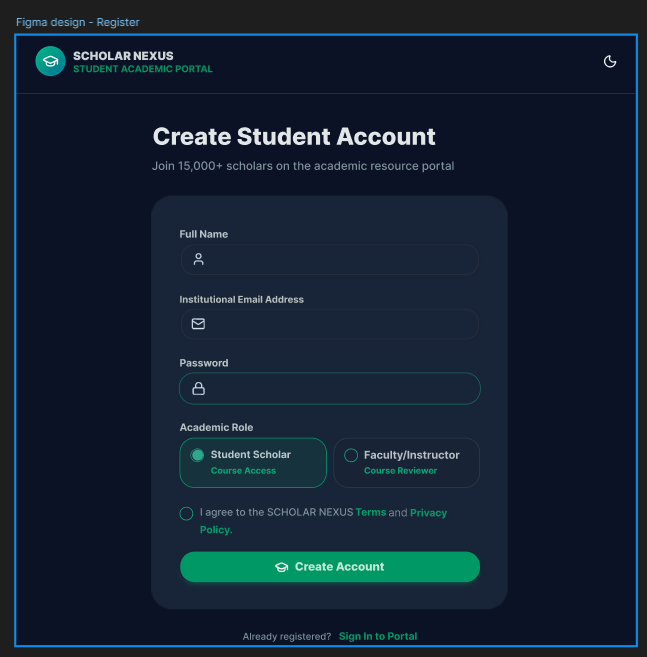 Figma design - Register
SCHOLAR NEXUS
STUDENT ACADEMIC PORTAL
Create Student Account
Join 15,000+ scholars on the academic resource portal
Full Name
Institutional Email Address
Password
Academic Role
Student Scholar
Course Access
Faculty/Instructor
Course Reviewer
I agree to the SCHOLAR NEXUS Terms and Privacy
Policy.
Create Account
Already registered? Sign In to Portal